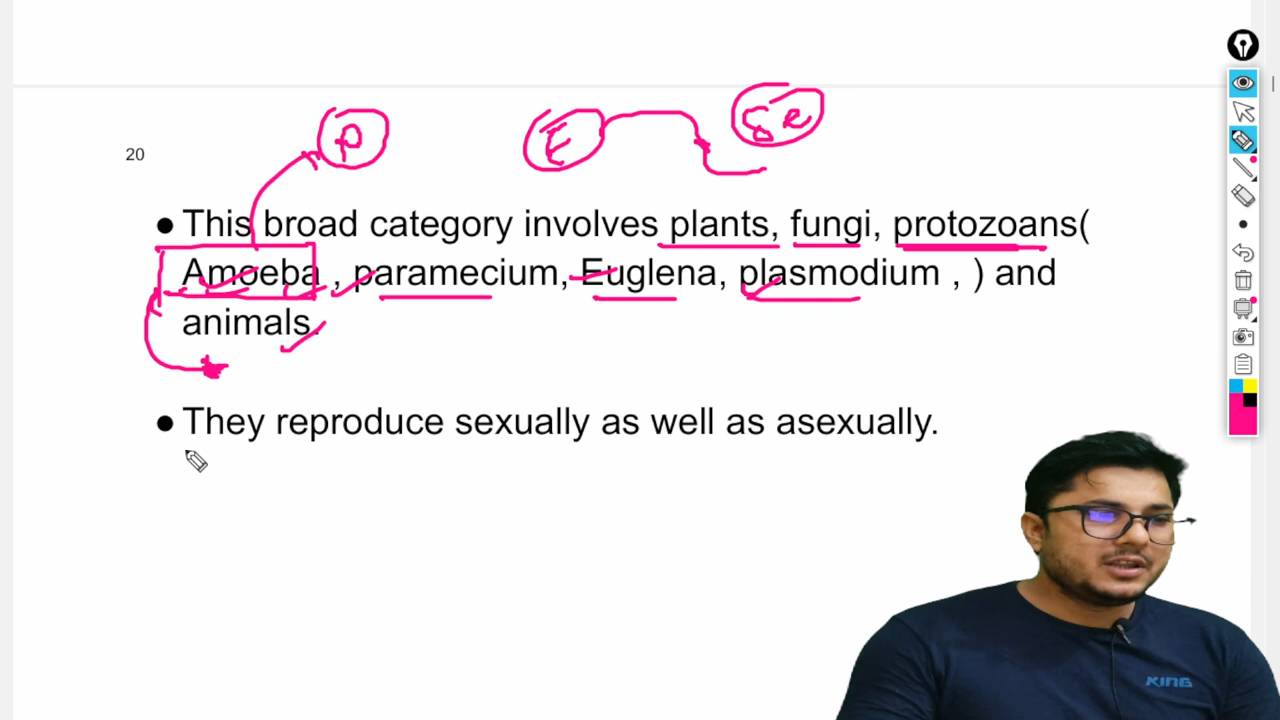 P E Se
20
● This broad category involves plants, fungi, protozoans(
Amoeba , paramecium, Euglena, plasmodium , ) and
animals.
● They reproduce sexually as well as asexually.
KING